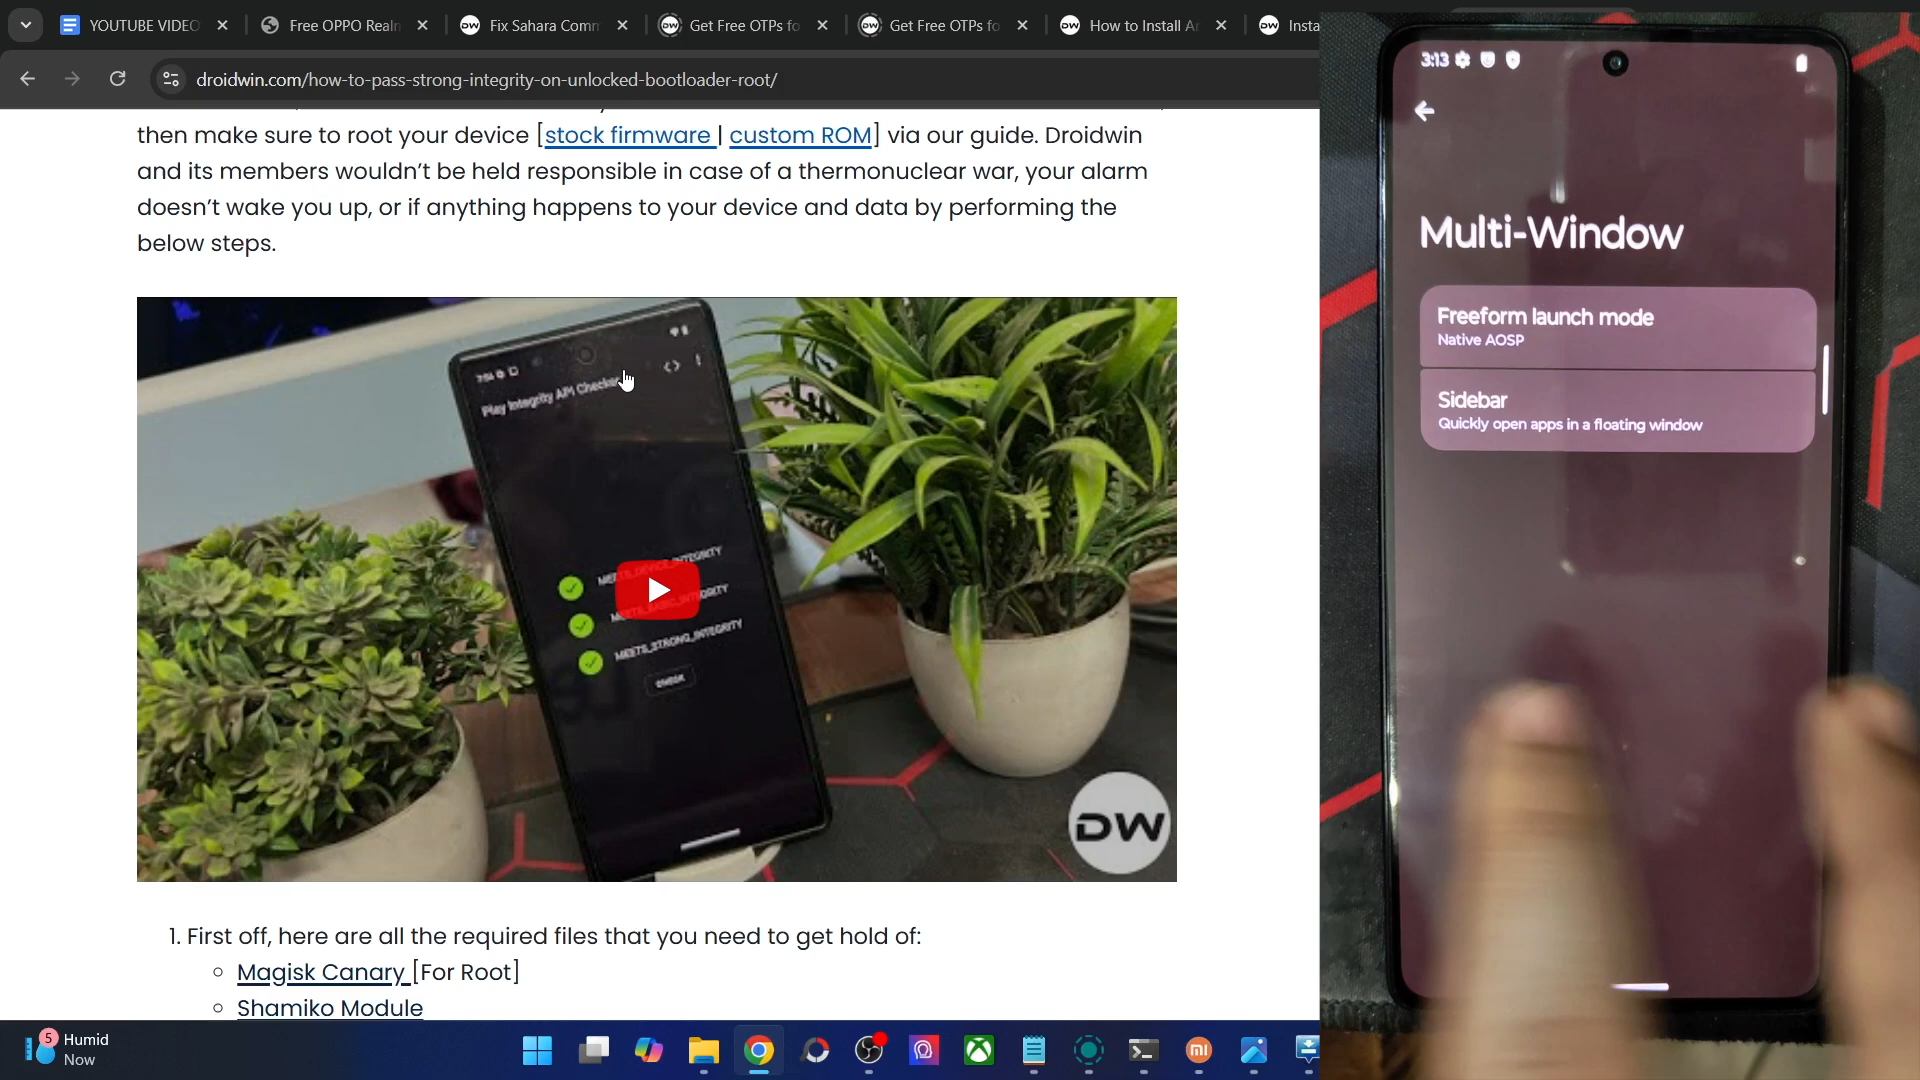 YOUTUBE VIDEO
Free OPPO Realm
Fix Sahara Comm
Get Free OTPs fo
Get Free OTPs fo
How to Install A
Insta
droidwin.com/how-to-pass-strong-integrity-on-unlocked-bootloader-root/
then make sure to root your device [stock firmware | custom ROM] via our guide. Droidwin
and its members wouldn't be held responsible in case of a thermonuclear war, your alarm
doesn't wake you up, or if anything happens to your device and data by performing the
below steps.
Play Integrity API Checker
MEETS_DEVICE_INTEGRITY
MEETS_BASIC_INTEGRITY
MEETS_STRONG_INTEGRITY
CHECK
DW
1. First off, here are all the required files that you need to get hold of:
Magisk Canary [For Root]
Shamiko Module
5
Humid
Now
3:13
Multi-Window
Freeform launch mode
Native AOSP
Sidebar
Quickly open apps in a floating window